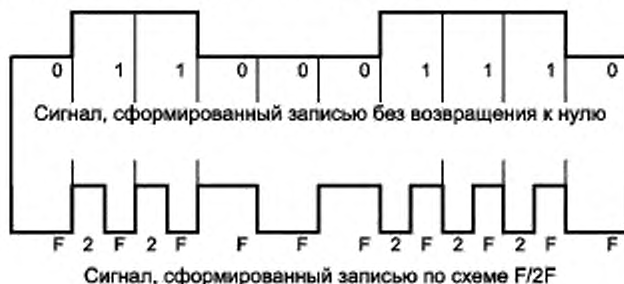 0 1 1 0 0 0 1 1 1 0
Сигнал, сформированный записью без возвращения к нулю
F 2 F 2 F F F F 2 F 2 F 2 F F
Сигнал, сформированный записью по схеме F/2F